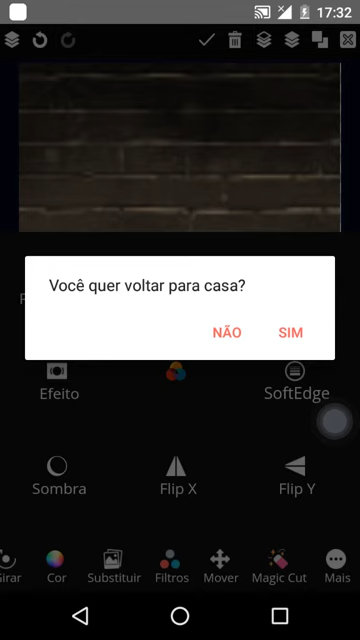 17:32
Você quer voltar para casa?
NÃO SIM
Efeito SoftEdge
Sombra Flip X Flip Y
Girar Cor Substituir Filtros Mover Magic Cut Mais